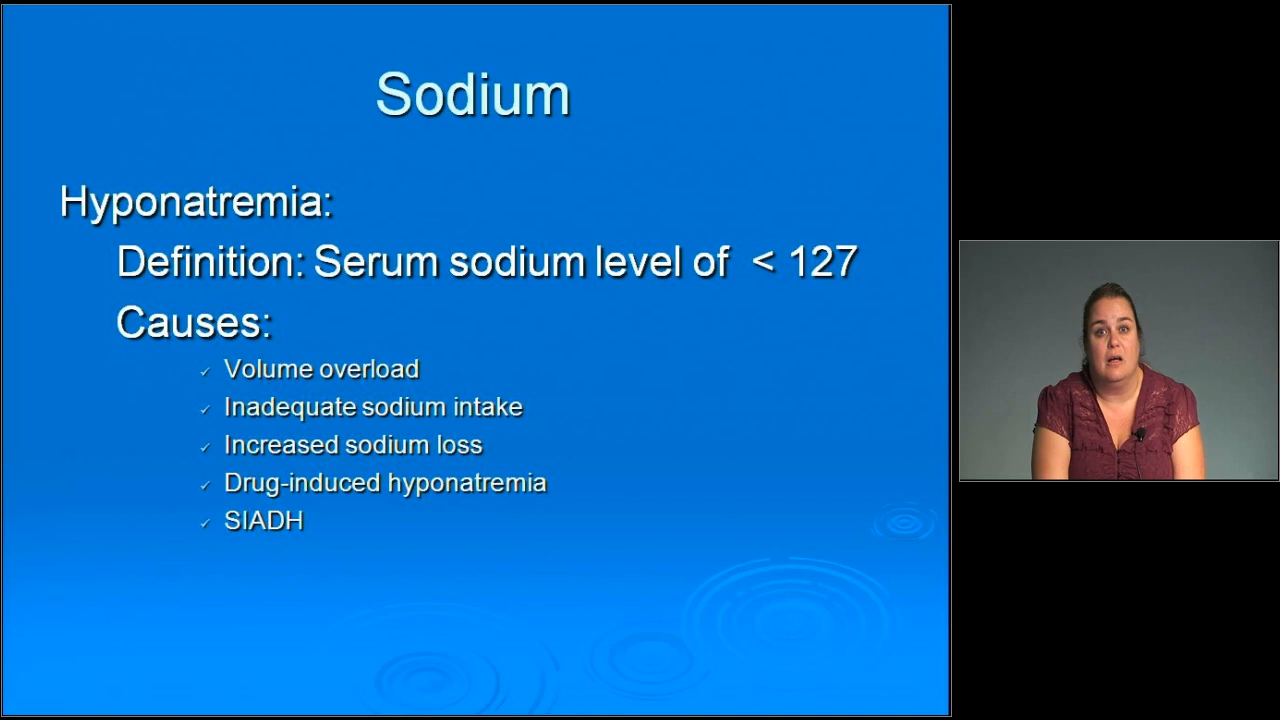 Sodium
Hyponatremia:
Definition: Serum sodium level of < 127
Causes:
✓ Volume overload
✓ Inadequate sodium intake
✓ Increased sodium loss
✓ Drug-induced hyponatremia
✓ SIADH